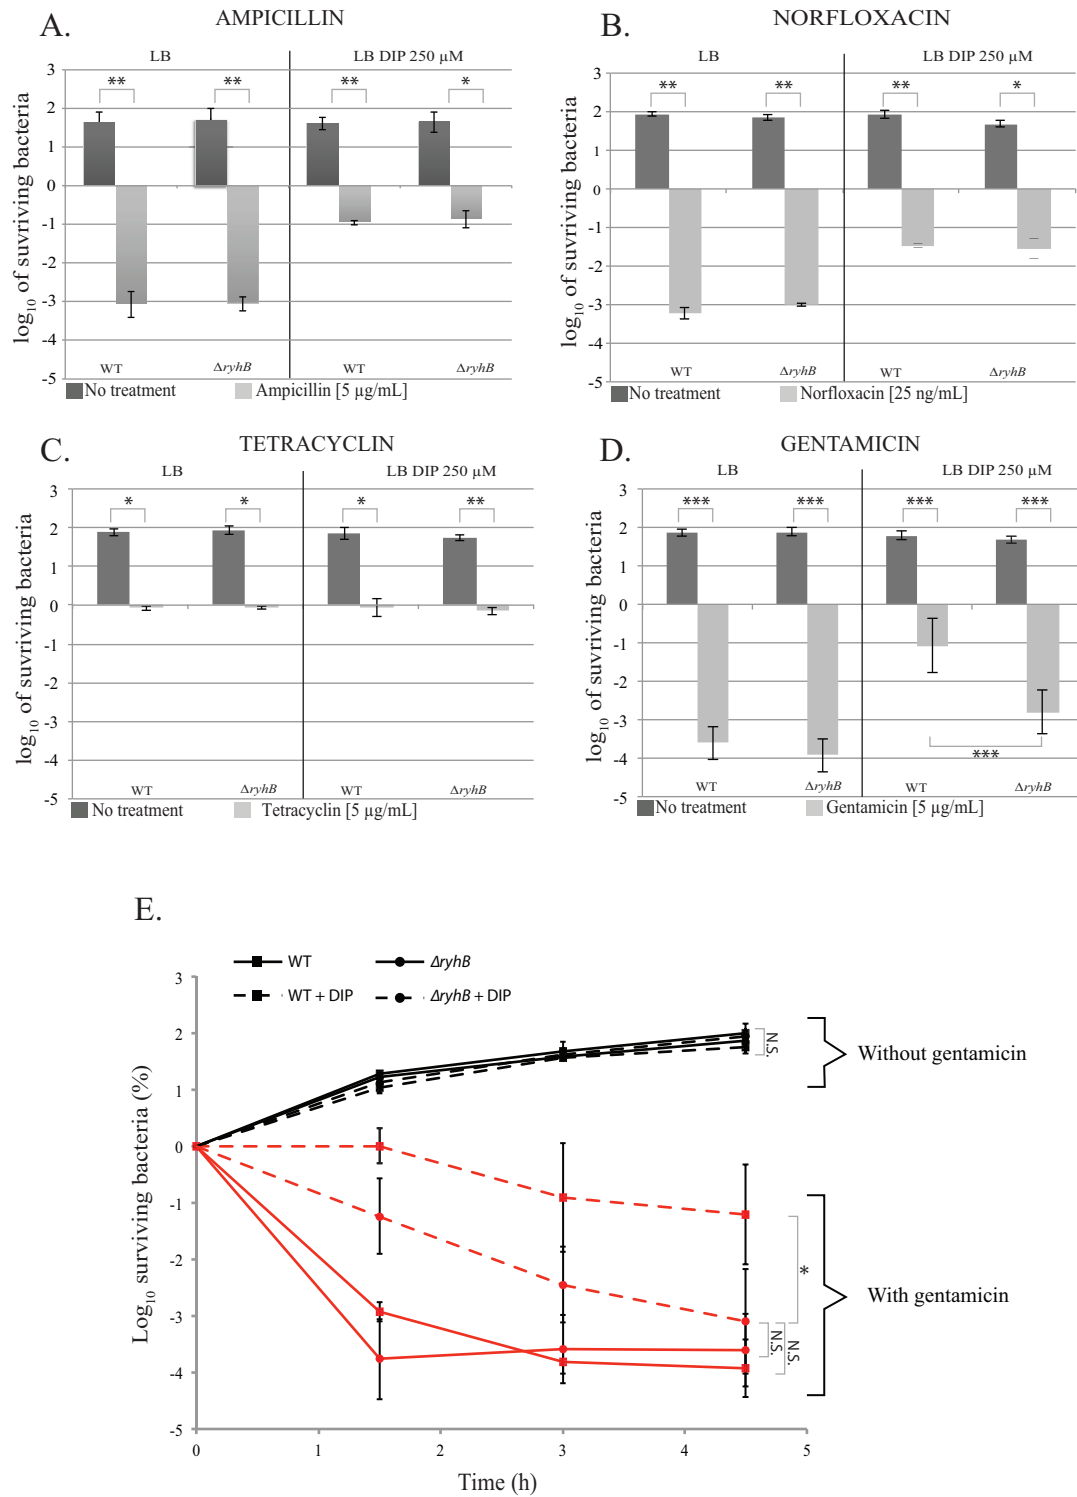 A.
AMPICILLIN
LB
LB DIP 250 µM
log10 of suvriving bacteria
3
2
1
0
-1
-2
-3
-4
-5
**
**
**
*
WT
ΔryhB
WT
ΔryhB
No treatment
Ampicillin [5 µg/mL]
B.
NORFLOXACIN
LB
LB DIP 250 µM
log10 of suvriving bacteria
3
2
1
0
-1
-2
-3
-4
-5
**
**
**
*
WT
ΔryhB
WT
ΔryhB
No treatment
Norfloxacin [25 ng/mL]
C.
TETRACYCLIN
LB
LB DIP 250 µM
log10 of suvriving bacteria
3
2
1
0
-1
-2
-3
-4
-5
*
*
*
**
WT
ΔryhB
WT
ΔryhB
No treatment
Tetracyclin [5 µg/mL]
D.
GENTAMICIN
LB
LB DIP 250 µM
log10 of suvriving bacteria
3
2
1
0
-1
-2
-3
-4
-5
***
***
***
***
***
WT
ΔryhB
WT
ΔryhB
No treatment
Gentamicin [5 µg/mL]
E.
WT
ΔryhB
WT + DIP
ΔryhB + DIP
Log10 surviving bacteria (%)
3
2
1
0
-1
-2
-3
-4
-5
N.S.
Without gentamicin
*
N.S.
N.S.
With gentamicin
0
1
2
3
4
5
Time (h)